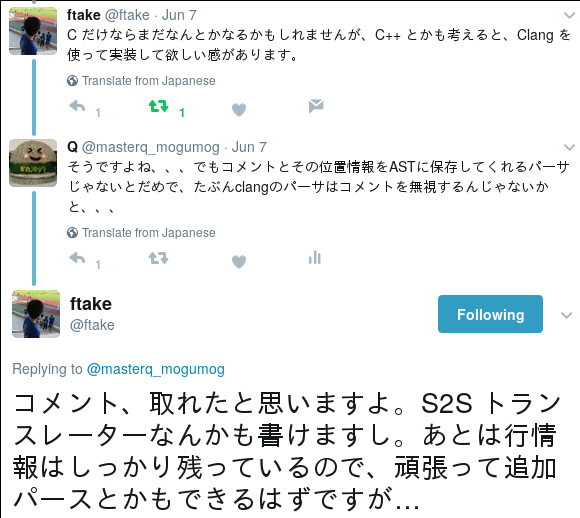 ftake @ftake · Jun 7
C だけならまだなんとかなるかもしれませんが、C++ とかも考えると、Clang を
使って実装して欲しい感があります。
Translate from Japanese
1 1
Q @masterq_mogumog · Jun 7
そうですよね、、、でもコメントとその位置情報をASTに保存してくれるパーサ
じゃないとだめで、たぶんclangのパーサはコメントを無視するんじゃないか
と、、、
Translate from Japanese
1
ftake
@ftake
Following
Replying to @masterq_mogumog
コメント、取れたと思いますよ。S2S トラン
スレーターなんかも書けますし。あとは行情
報はしっかり残っているので、頑張って追加
パースとかもできるはずですが…